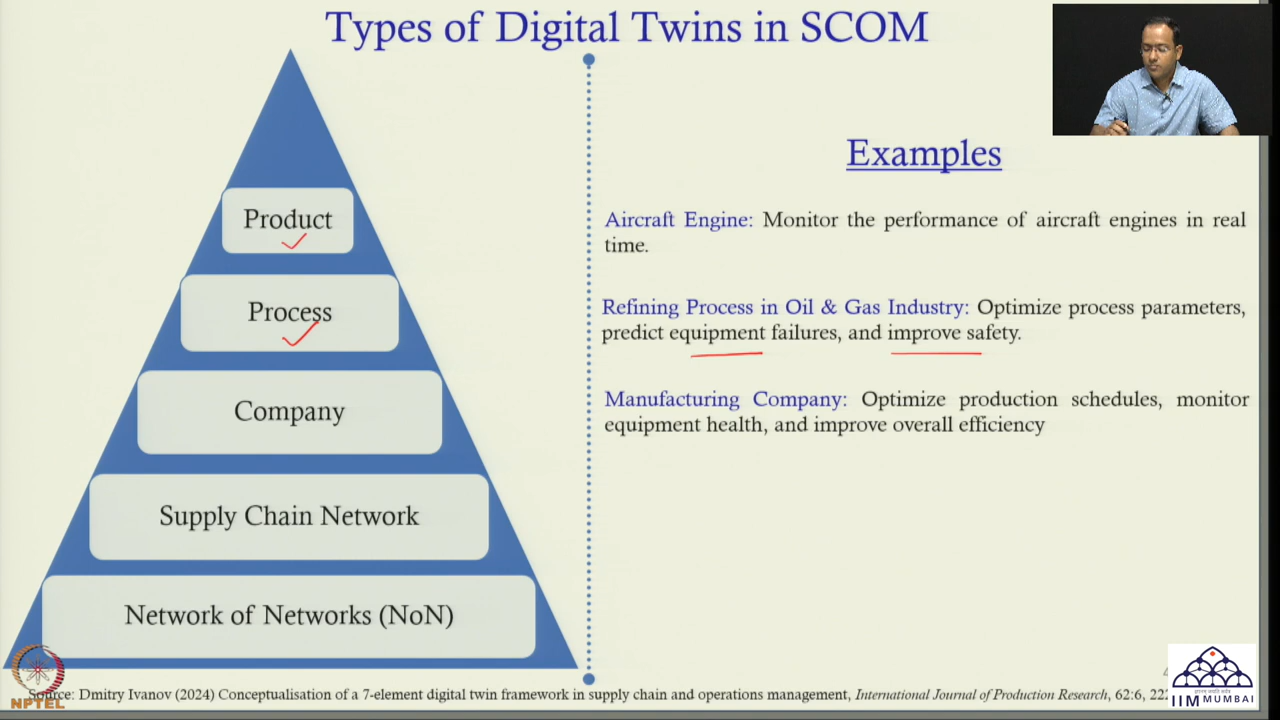 Types of Digital Twins in SCOM
Product
Process
Company
Supply Chain Network
Network of Networks (NoN)
Examples
Aircraft Engine: Monitor the performance of aircraft engines in real
time.
Refining Process in Oil & Gas Industry: Optimize process parameters,
predict equipment failures, and improve safety.
Manufacturing Company: Optimize production schedules, monitor
equipment health, and improve overall efficiency
Source: Dmitry Ivanov (2024) Conceptualisation of a 7-element digital twin framework in supply chain and operations management, International Journal of Production Research, 62:6,
NPTEL
IIM MUMBAI